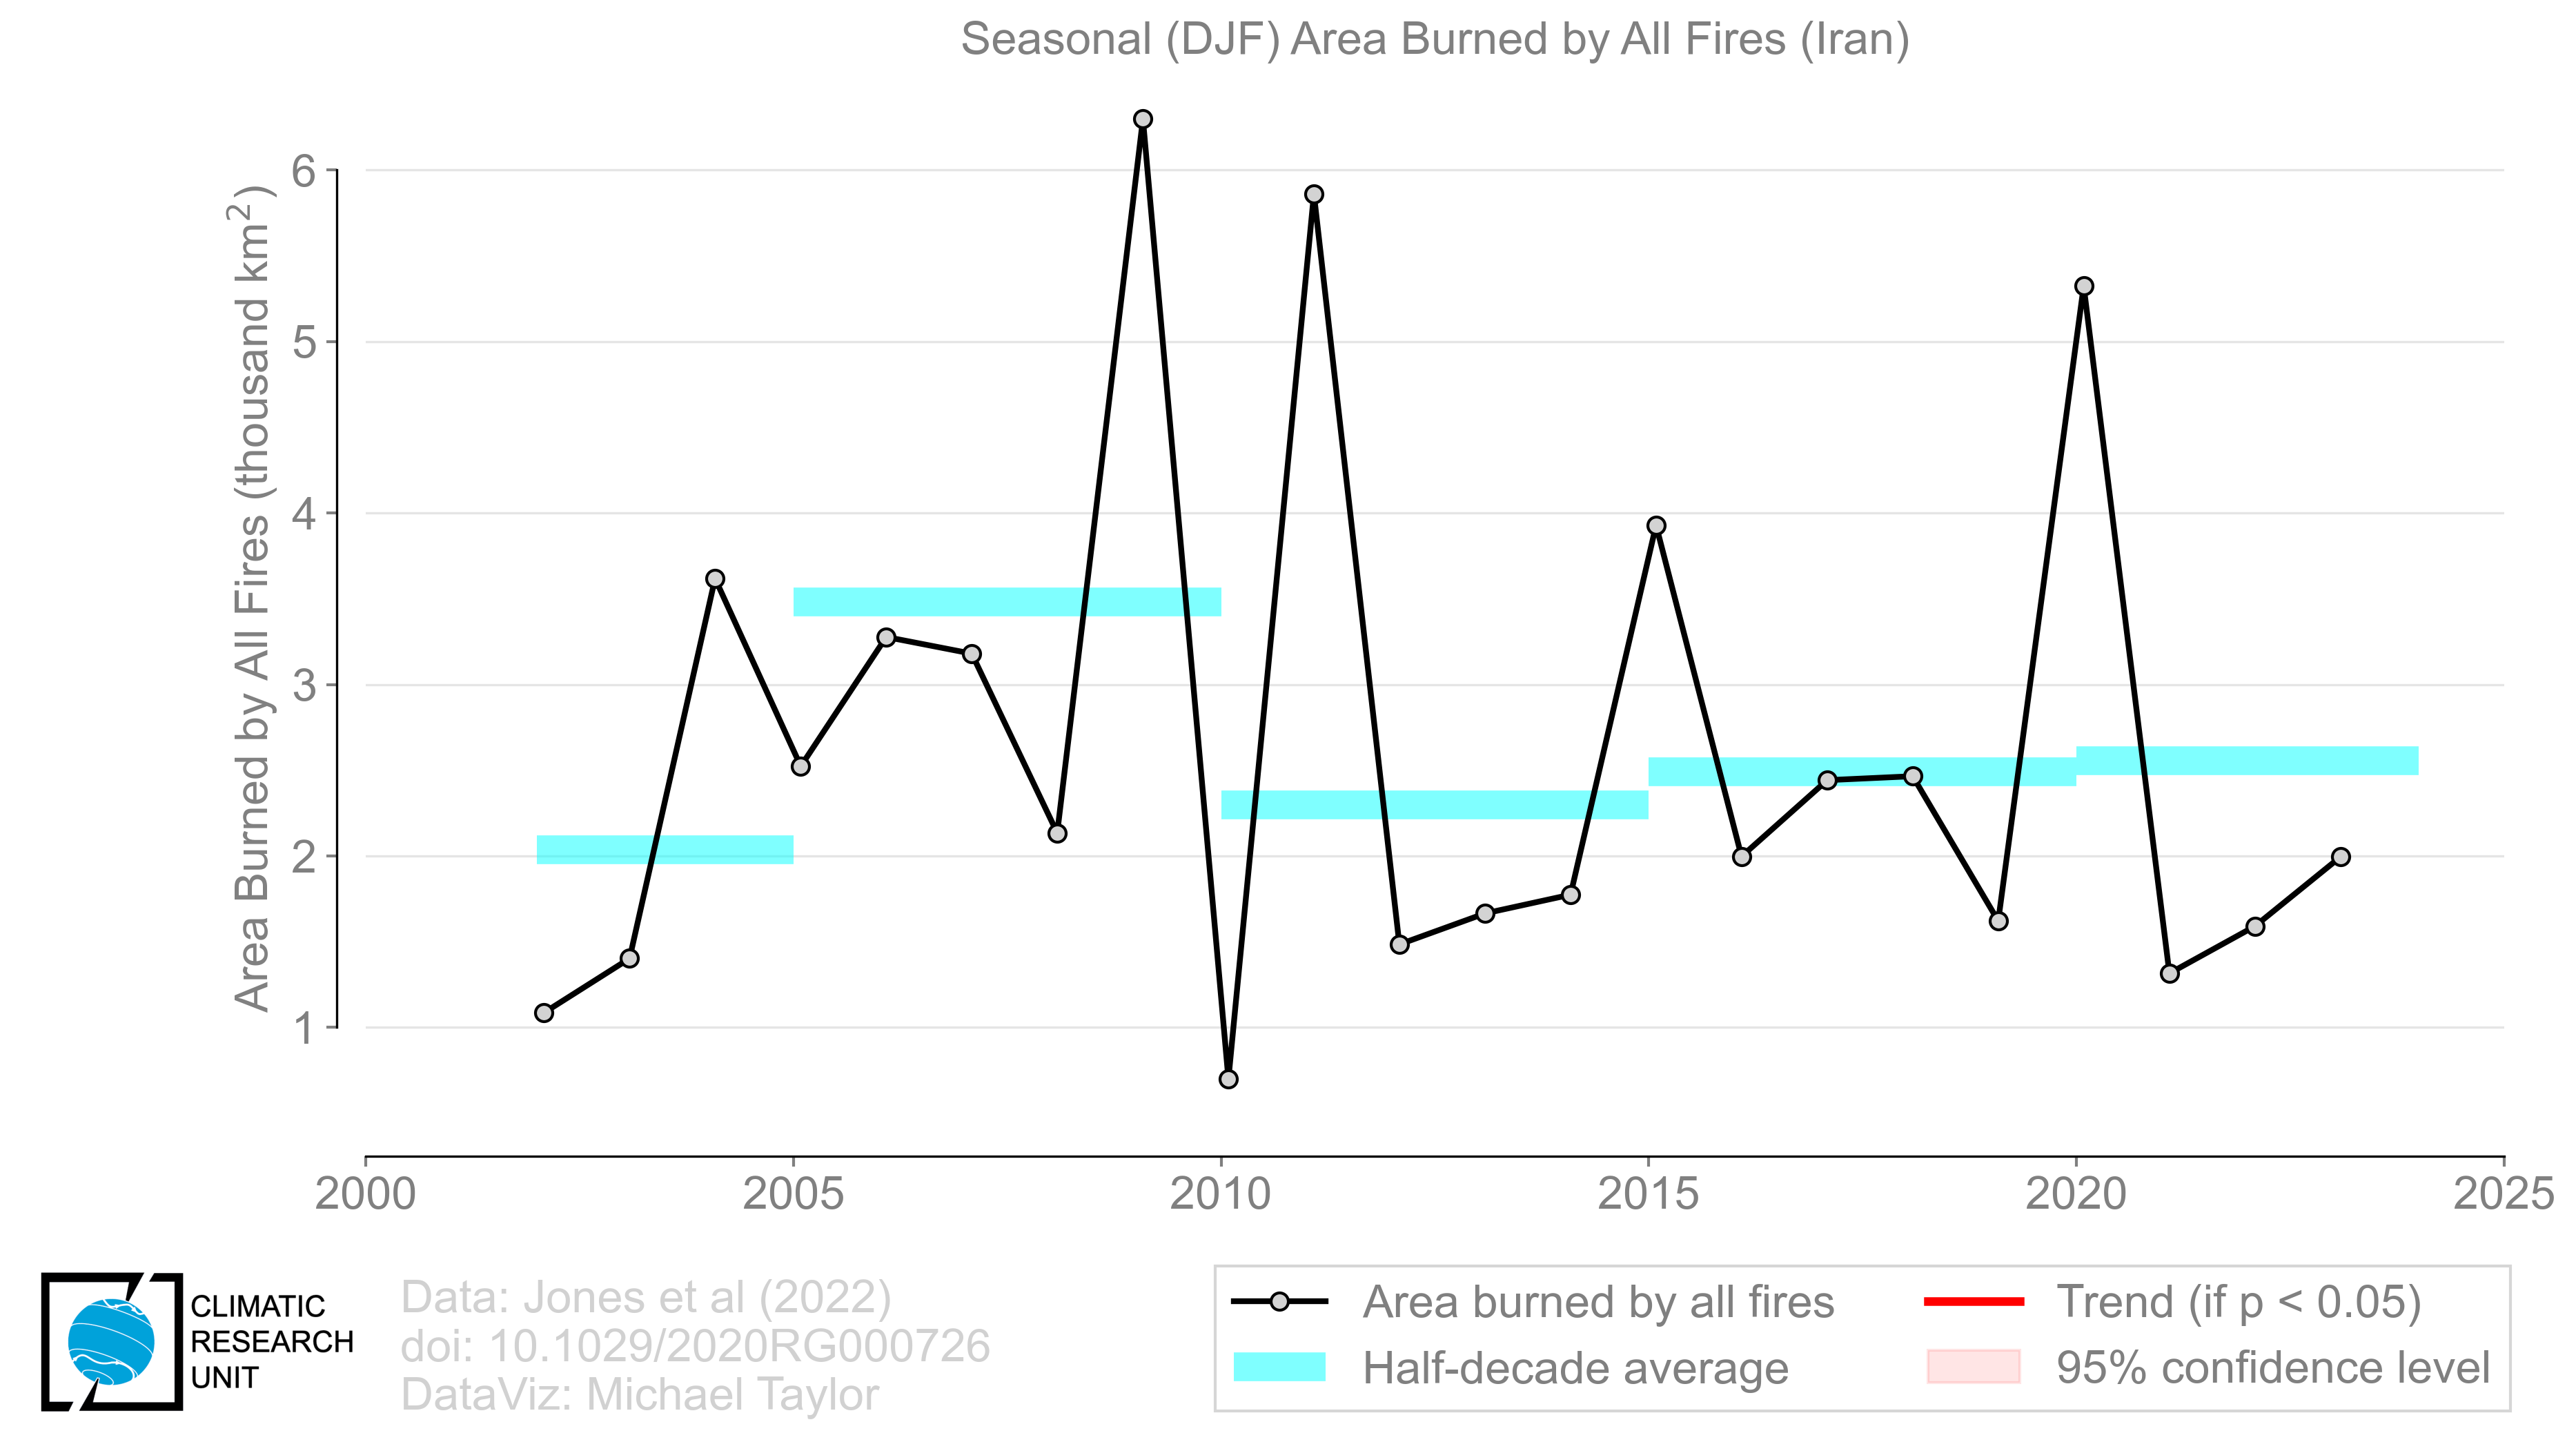 Seasonal (DJF) Area Burned by All Fires (Iran)
Area Burned by All Fires (thousand km²)
6
5
4
3
2
1
2000 2005 2010 2015 2020 2025
CLIMATIC
RESEARCH
UNIT
Data: Jones et al (2022)
doi: 10.1029/2020RG000726
DataViz: Michael Taylor
Area burned by all fires
Half-decade average
Trend (if p < 0.05)
95% confidence level